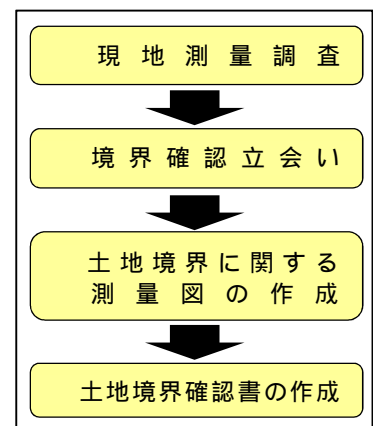 現地測量調査
境界確認立会い
土地境界に関する
測量図の作成
土地境界確認書の作成